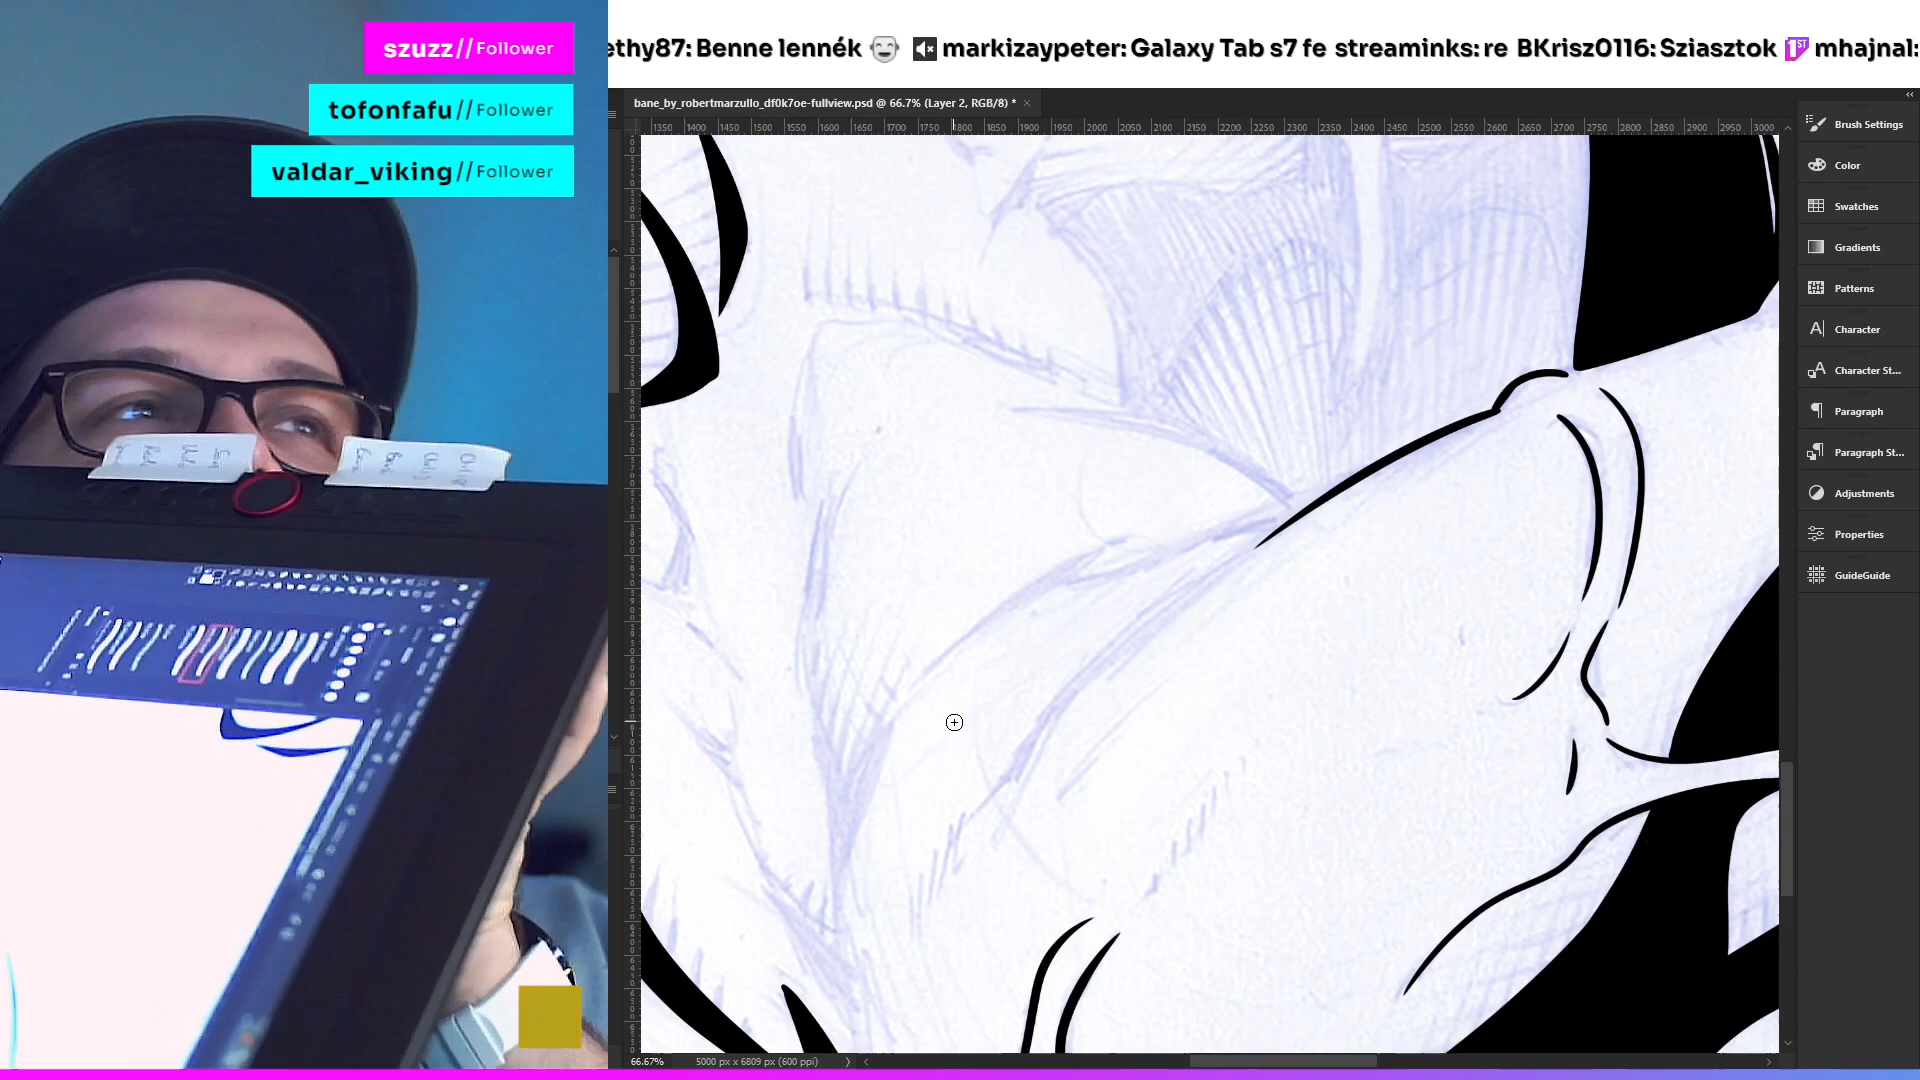 szuzz//Follower
tofonfafu//Follower
valdar_viking//Follower
ethy87: Benne lennék markizaypeter: Galaxy Tab s7 fe streaminks: re BKrisz0116: Sziasztok 1ST mhajnal:
bane_by_robertmarzullo_df0k7oe-fullview.psd @ 66.7% (Layer 2, RGB/8) *
1350 1400 1450 1500 1550 1600 1650 1700 1750 1800 1850 1900 1950 2000 2050 2100 2150 2200 2250 2300 2350 2400 2450 2500 2550 2600 2650 2700 2750 2800 2850 2900 2950 3000
Brush Settings
Color
Swatches
Gradients
Patterns
Character
Character St...
Paragraph
Paragraph St...
Adjustments
Properties
GuideGuide
66.67% 5000 px x 6809 px (600 ppi)